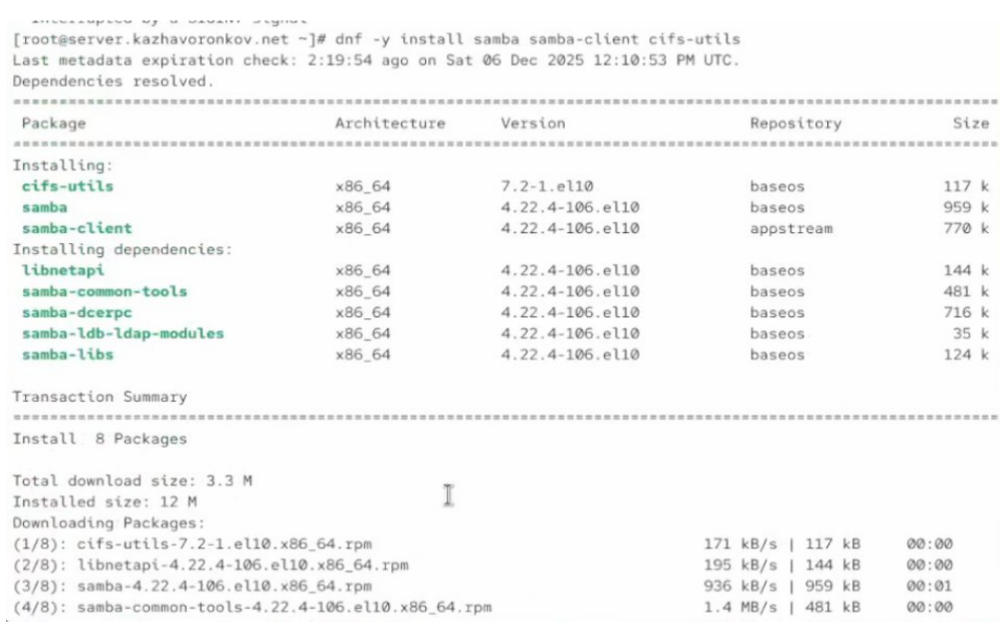 [root@server.kazhavoronkov.net ~]# dnf -y install samba samba-client cifs-utils
Last metadata expiration check: 2:19:54 ago on Sat 06 Dec 2025 12:10:53 PM UTC.
Dependencies resolved.
================================================================================
Package Architecture Version Repository Size
================================================================================
Installing:
cifs-utils x86_64 7.2-1.el10 baseos 117 k
samba x86_64 4.22.4-106.el10 baseos 959 k
samba-client x86_64 4.22.4-106.el10 appstream 770 k
Installing dependencies:
libnetapi x86_64 4.22.4-106.el10 baseos 144 k
samba-common-tools x86_64 4.22.4-106.el10 baseos 481 k
samba-dcerpc x86_64 4.22.4-106.el10 baseos 716 k
samba-ldb-ldap-modules x86_64 4.22.4-106.el10 baseos 35 k
samba-libs x86_64 4.22.4-106.el10 baseos 124 k
Transaction Summary
================================================================================
Install 8 Packages
Total download size: 3.3 M
Installed size: 12 M
Downloading Packages:
(1/8): cifs-utils-7.2-1.el10.x86_64.rpm 171 kB/s | 117 kB 00:00
(2/8): libnetapi-4.22.4-106.el10.x86_64.rpm 195 kB/s | 144 kB 00:00
(3/8): samba-4.22.4-106.el10.x86_64.rpm 936 kB/s | 959 kB 00:01
(4/8): samba-common-tools-4.22.4-106.el10.x86_64.rpm 1.4 MB/s | 481 kB 00:00